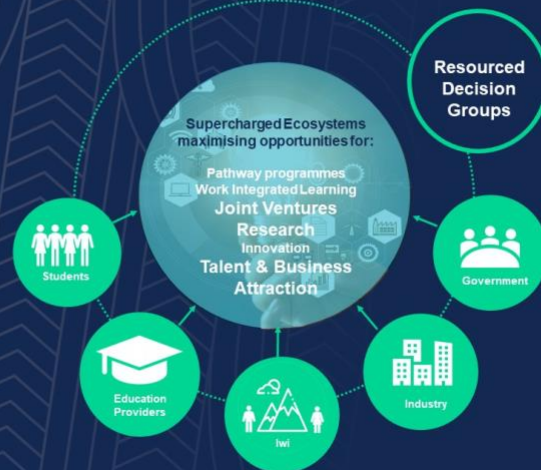 Resourced
Decision
Groups
Supercharged Ecosystems
maximising opportunities for:
Pathway programmes
Work Integrated Learning
Joint Ventures
Research
Innovation
Talent & Business
Attraction
Students
Government
Education
Providers
Industry
Iwi